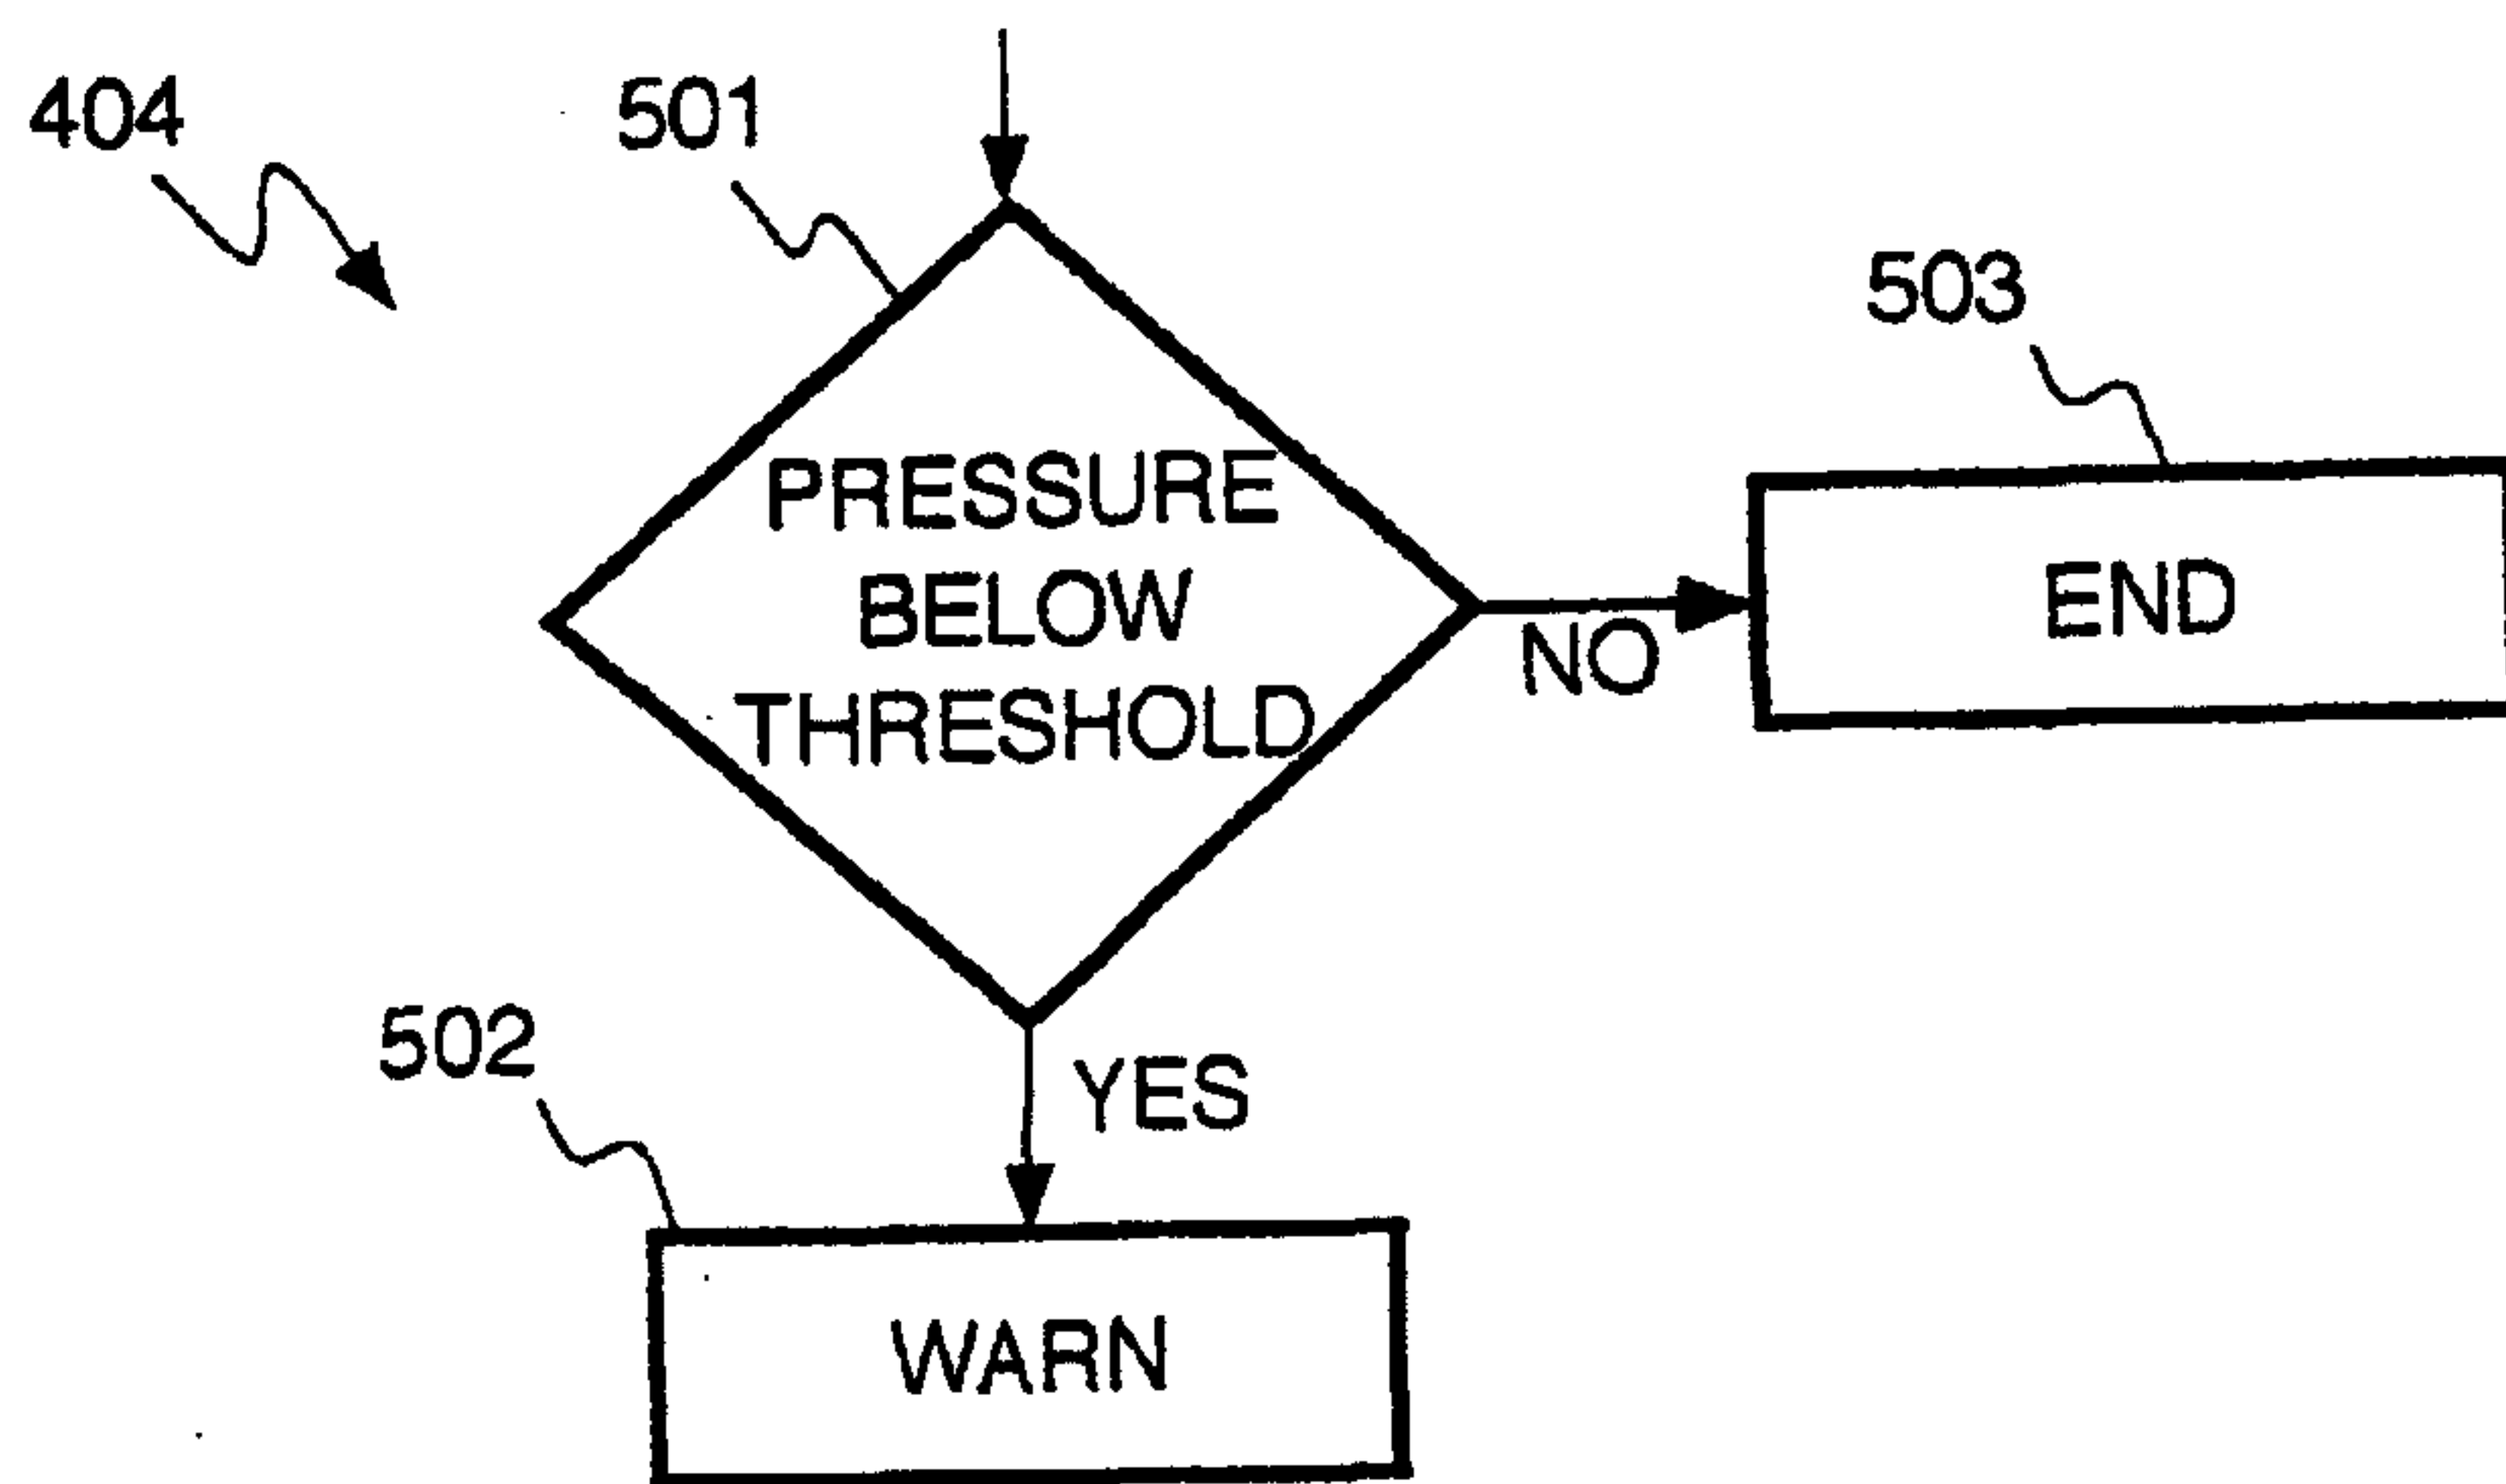 404
501
503
PRESSURE
BELOW
THRESHOLD
NO
END
502
YES
WARN